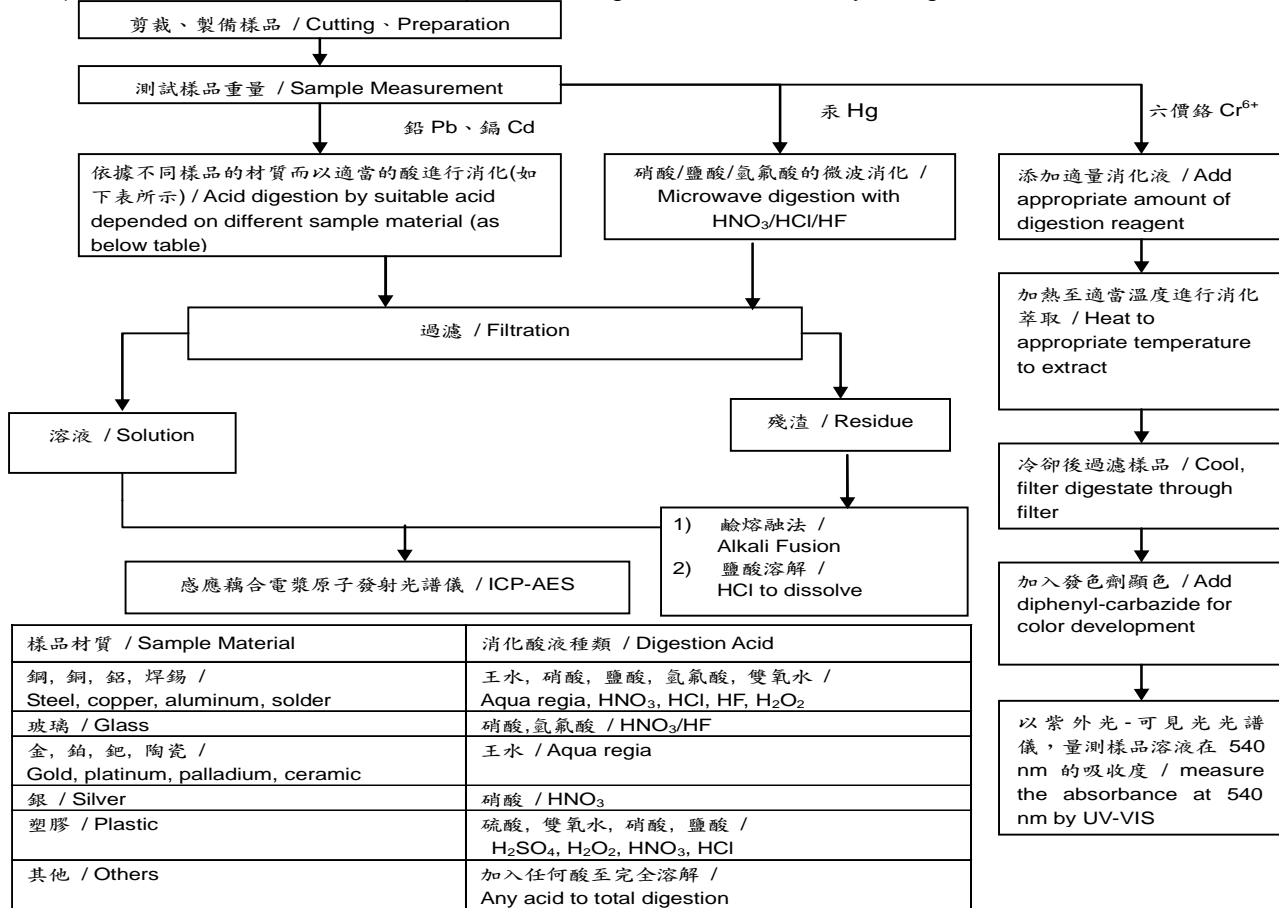 剪裁、製備樣品 / Cutting、Preparation
測試樣品重量 / Sample Measurement
鉛 Pb、鎘 Cd
汞 Hg
六價鉻 Cr⁶⁺
依據不同樣品的材質而以適當的酸進行消化(如
下表所示) / Acid digestion by suitable acid
depended on different sample material (as
below table)
硝酸/鹽酸/氫氟酸的微波消化 /
Microwave digestion with
HNO₃/HCl/HF
添加適量消化液 / Add
appropriate amount of
digestion reagent
過濾 / Filtration
加熱至適當溫度進行消化
萃取 / Heat to
appropriate temperature
to extract
溶液 / Solution
殘渣 / Residue
冷卻後過濾樣品 / Cool,
filter digestate through
filter
1) 鹼熔融法 /
Alkali Fusion
2) 鹽酸溶解 /
HCl to dissolve
感應藕合電漿原子發射光譜儀 / ICP-AES
加入發色劑顯色 / Add
diphenyl-carbazide for
color development
以紫外光-可見光光譜
儀，量測樣品溶液在 540
nm 的吸收度 / measure
the absorbance at 540
nm by UV-VIS
樣品材質 / Sample Material
消化酸液種類 / Digestion Acid
鋼, 銅, 鋁, 焊錫 /
Steel, copper, aluminum, solder
王水, 硝酸, 鹽酸, 氫氟酸, 雙氧水 /
Aqua regia, HNO₃, HCl, HF, H₂O₂
玻璃 / Glass
硝酸,氫氟酸 / HNO₃/HF
金, 鉑, 鈀, 陶瓷 /
Gold, platinum, palladium, ceramic
王水 / Aqua regia
銀 / Silver
硝酸 / HNO₃
塑膠 / Plastic
硫酸, 雙氧水, 硝酸, 鹽酸 /
H₂SO₄, H₂O₂, HNO₃, HCl
其他 / Others
加入任何酸至完全溶解 /
Any acid to total digestion